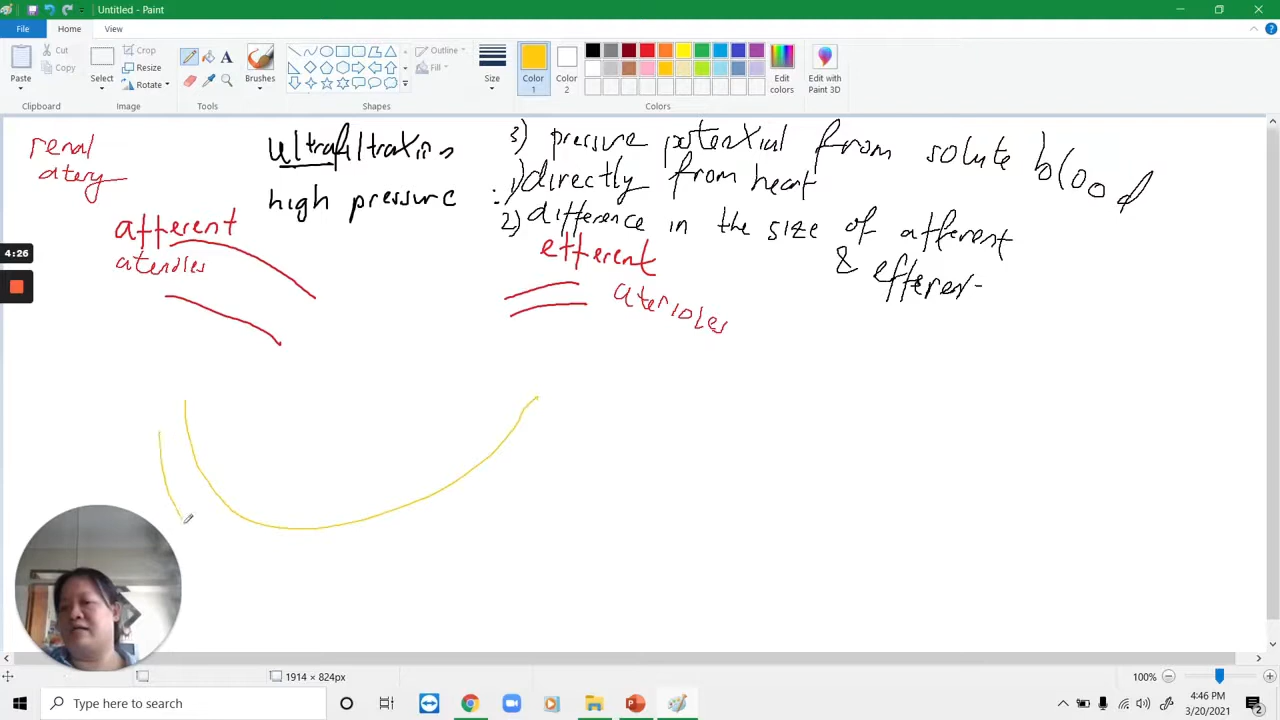 Untitled - Paint
File
Home
View
Paste
Cut
Copy
Clipboard
Select
Crop
Resize
Rotate
Image
Tools
Brushes
Outline
Fill
Shapes
Size
Color 1
Color 2
Edit colors
Colors
Edit with Paint 3D
renal
atery
ultrafiltration
high pressure :
3) pressure potential from solute blood
1) directly from heart
2) difference in the size of afferent
& efferent
afferent
aterioles
efferent
aterioles
4:26
1914 × 824px
100%
Type here to search
4:46 PM
3/20/2021
2